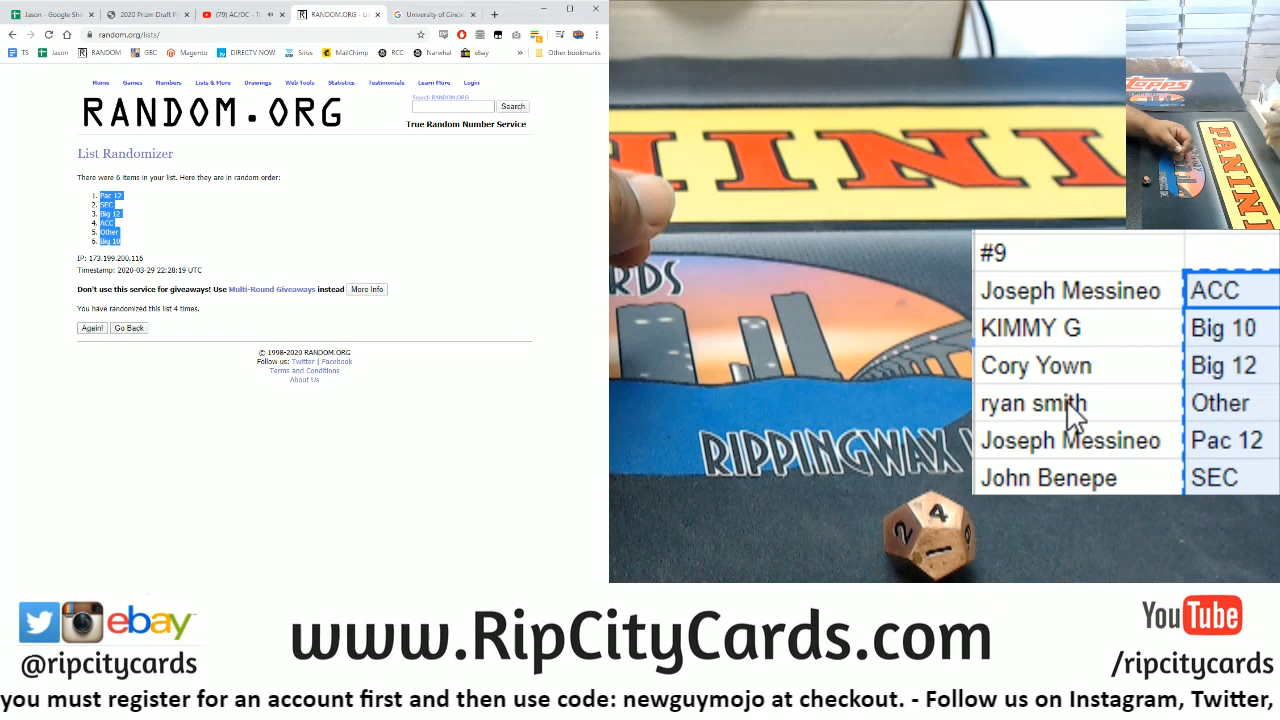 Jason - Google She
2020 Prizm Draft Pi
(79) AC/DC - T
RANDOM.ORG - Li
University of Cincin
random.org/lists/
TS
Jason
RANDOM
GBC
Magento
DIRECTV NOW
Sirus
MailChimp
RCC
Narwhal
ebay
»
Other bookmarks
Home
Games
Numbers
Lists & More
Drawings
Web Tools
Statistics
Testimonials
Learn More
Login
RANDOM.ORG
Search RANDOM.ORG
Search
True Random Number Service
List Randomizer
There were 6 items in your list. Here they are in random order:
1. Pac 12
2. SEC
3. Big 12
4. ACC
5. Other
6. Big 10
IP: 173.199.200.116
Timestamp: 2020-03-29 22:28:19 UTC
Don't use this service for giveaways! Use Multi-Round Giveaways instead More Info
You have randomized this list 4 times.
Again! Go Back
© 1998-2020 RANDOM.ORG
Follow us: Twitter | Facebook
Terms and Conditions
About Us
INI
topps
PANINI
RDS
RIPPINGWAX
2 4
#9
Joseph Messineo ACC
KIMMY G Big 10
Cory Yown Big 12
ryan smith Other
Joseph Messineo Pac 12
John Benepe SEC
ebay
@ripcitycards
www.RipCityCards.com
YouTube
/ripcitycards
you must register for an account first and then use code: newguymojo at checkout. - Follow us on Instagram, Twitter,